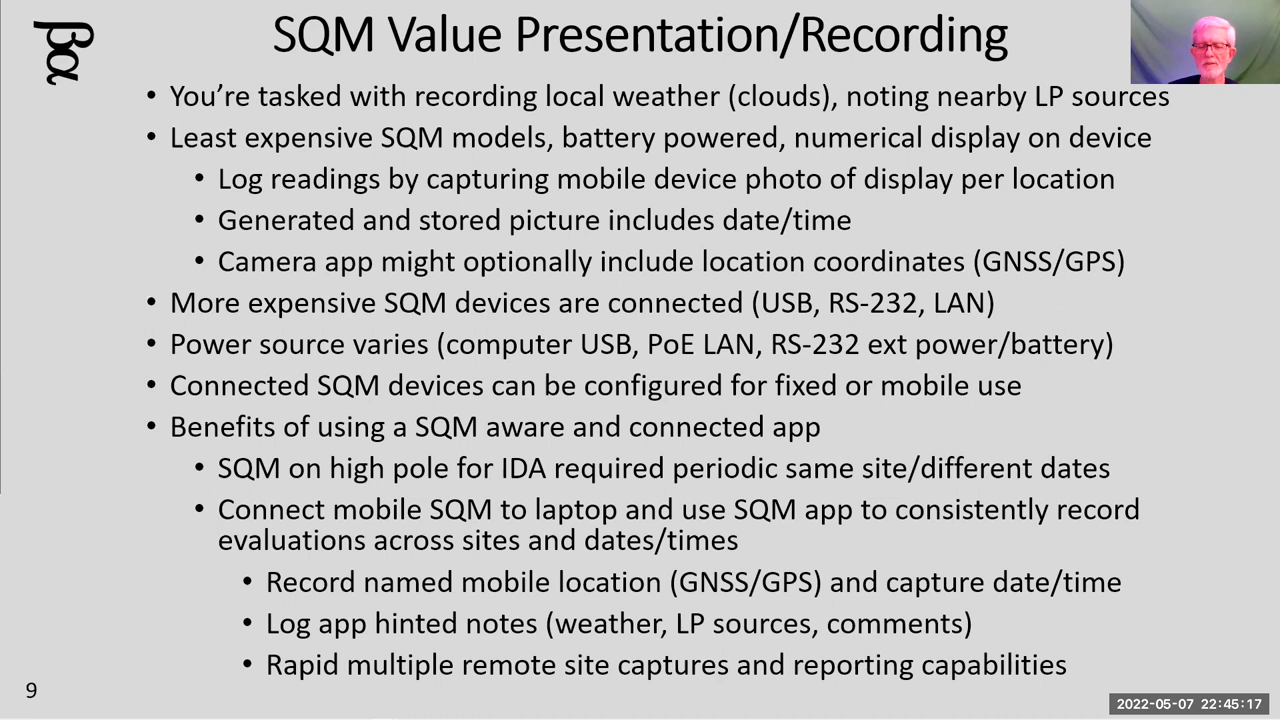 βα
SQM Value Presentation/Recording
• You’re tasked with recording local weather (clouds), noting nearby LP sources
• Least expensive SQM models, battery powered, numerical display on device
• Log readings by capturing mobile device photo of display per location
• Generated and stored picture includes date/time
• Camera app might optionally include location coordinates (GNSS/GPS)
• More expensive SQM devices are connected (USB, RS-232, LAN)
• Power source varies (computer USB, PoE LAN, RS-232 ext power/battery)
• Connected SQM devices can be configured for fixed or mobile use
• Benefits of using a SQM aware and connected app
• SQM on high pole for IDA required periodic same site/different dates
• Connect mobile SQM to laptop and use SQM app to consistently record
evaluations across sites and dates/times
• Record named mobile location (GNSS/GPS) and capture date/time
• Log app hinted notes (weather, LP sources, comments)
• Rapid multiple remote site captures and reporting capabilities
9
2022-05-07 22:45:17